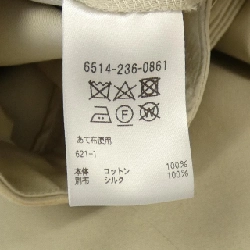 6514-236-0861
あて布使用
621-1
本体 コットン 100%
別布 シルク 100%